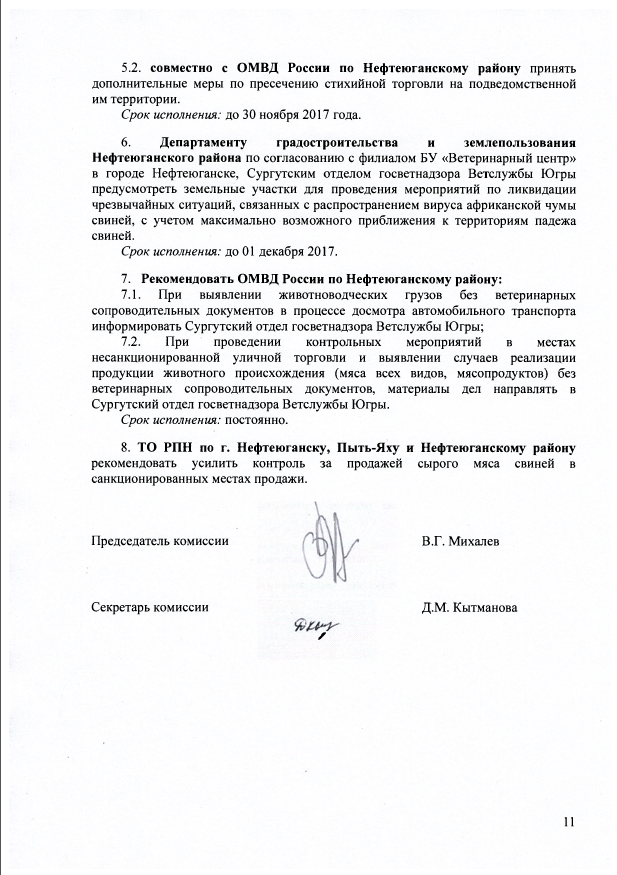 5.2. совместно с ОМВД России по Нефтеюганскому району принять
дополнительные меры по пресечению стихийной торговли на подведомственной
им территории.
Срок исполнения: до 30 ноября 2017 года.
6. Департаменту градостроительства и землепользования
Нефтеюганского района по согласованию с филиалом БУ «Ветеринарный центр»
в городе Нефтеюганске, Сургутским отделом госветнадзора Ветслужбы Югры
предусмотреть земельные участки для проведения мероприятий по ликвидации
чрезвычайных ситуаций, связанных с распространением вируса африканской чумы
свиней, с учетом максимально возможного приближения к территориям падежа
свиней.
Срок исполнения: до 01 декабря 2017.
7. Рекомендовать ОМВД России по Нефтеюганскому району:
7.1. При выявлении животноводческих грузов без ветеринарных
сопроводительных документов в процессе досмотра автомобильного транспорта
информировать Сургутский отдел госветнадзора Ветслужбы Югры;
7.2. При проведении контрольных мероприятий в местах
несанкционированной уличной торговли и выявлении случаев реализации
продукции животного происхождения (мяса всех видов, мясопродуктов) без
ветеринарных сопроводительных документов, материалы дел направлять в
Сургутский отдел госветнадзора Ветслужбы Югры.
Срок исполнения: постоянно.
8. ТО РПН по г. Нефтеюганску, Пыть-Яху и Нефтеюганскому району
рекомендовать усилить контроль за продажей сырого мяса свиней в
санкционированных местах продажи.
Председатель комиссии В.Г. Михалев
Секретарь комиссии Д.М. Кытманова
11